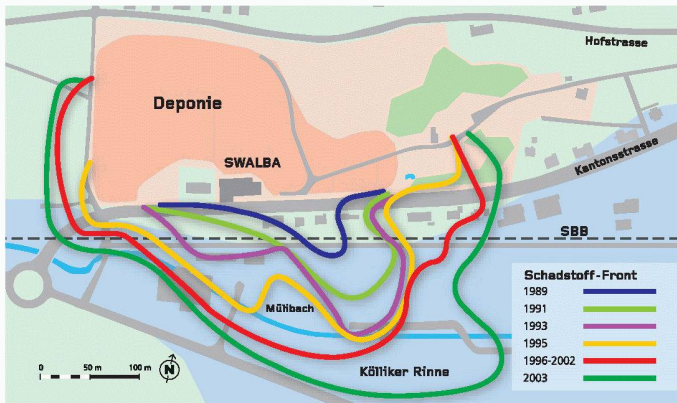 Hofstrasse
Deponie
SWALBA
Kantonsstrasse
SBB
Mühbach
Kölliker Rinne
0 50 m 100 m
N
Schadstoff-Front
1989
1991
1993
1995
1996-2002
2003